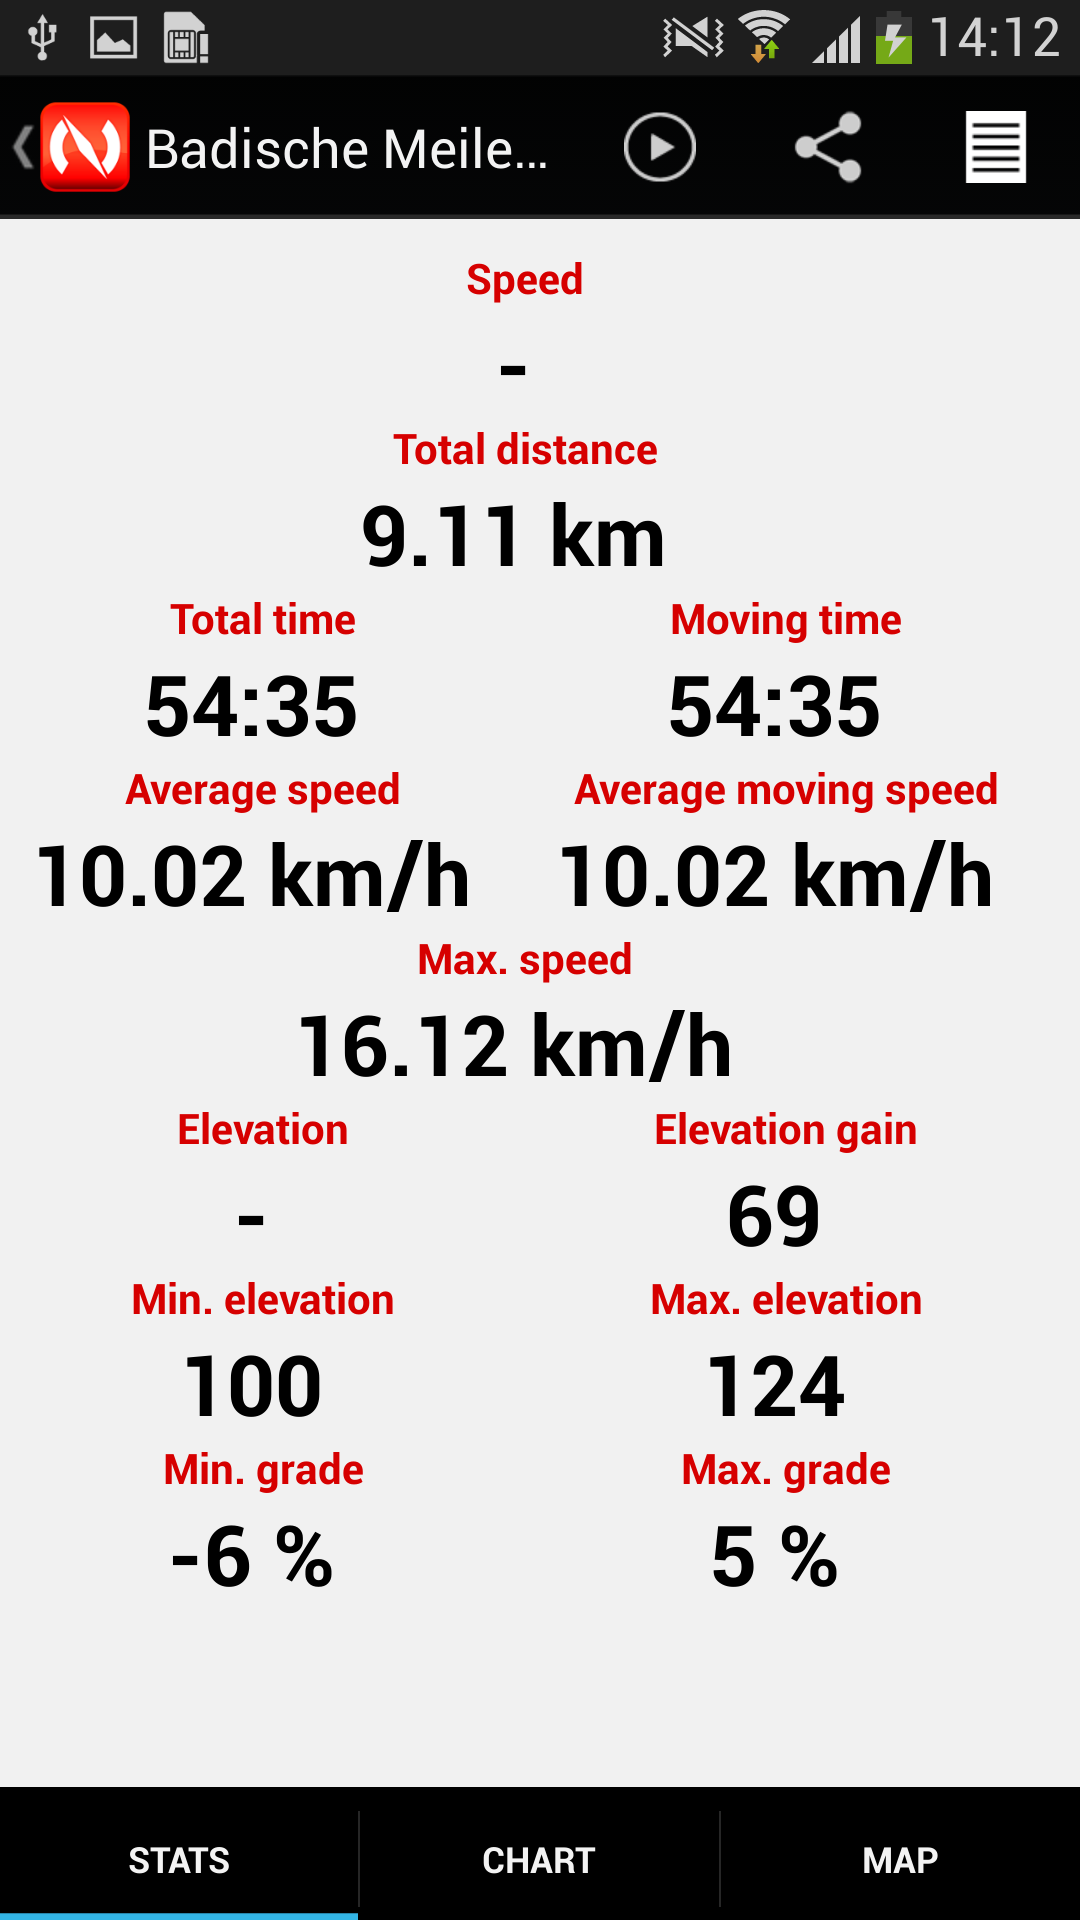 14:12
Badische Meile...
Speed
-
Total distance
9.11 km
Total time Moving time
54:35 54:35
Average speed Average moving speed
10.02 km/h 10.02 km/h
Max. speed
16.12 km/h
Elevation Elevation gain
- 69
Min. elevation Max. elevation
100 124
Min. grade Max. grade
-6 % 5 %
STATS CHART MAP